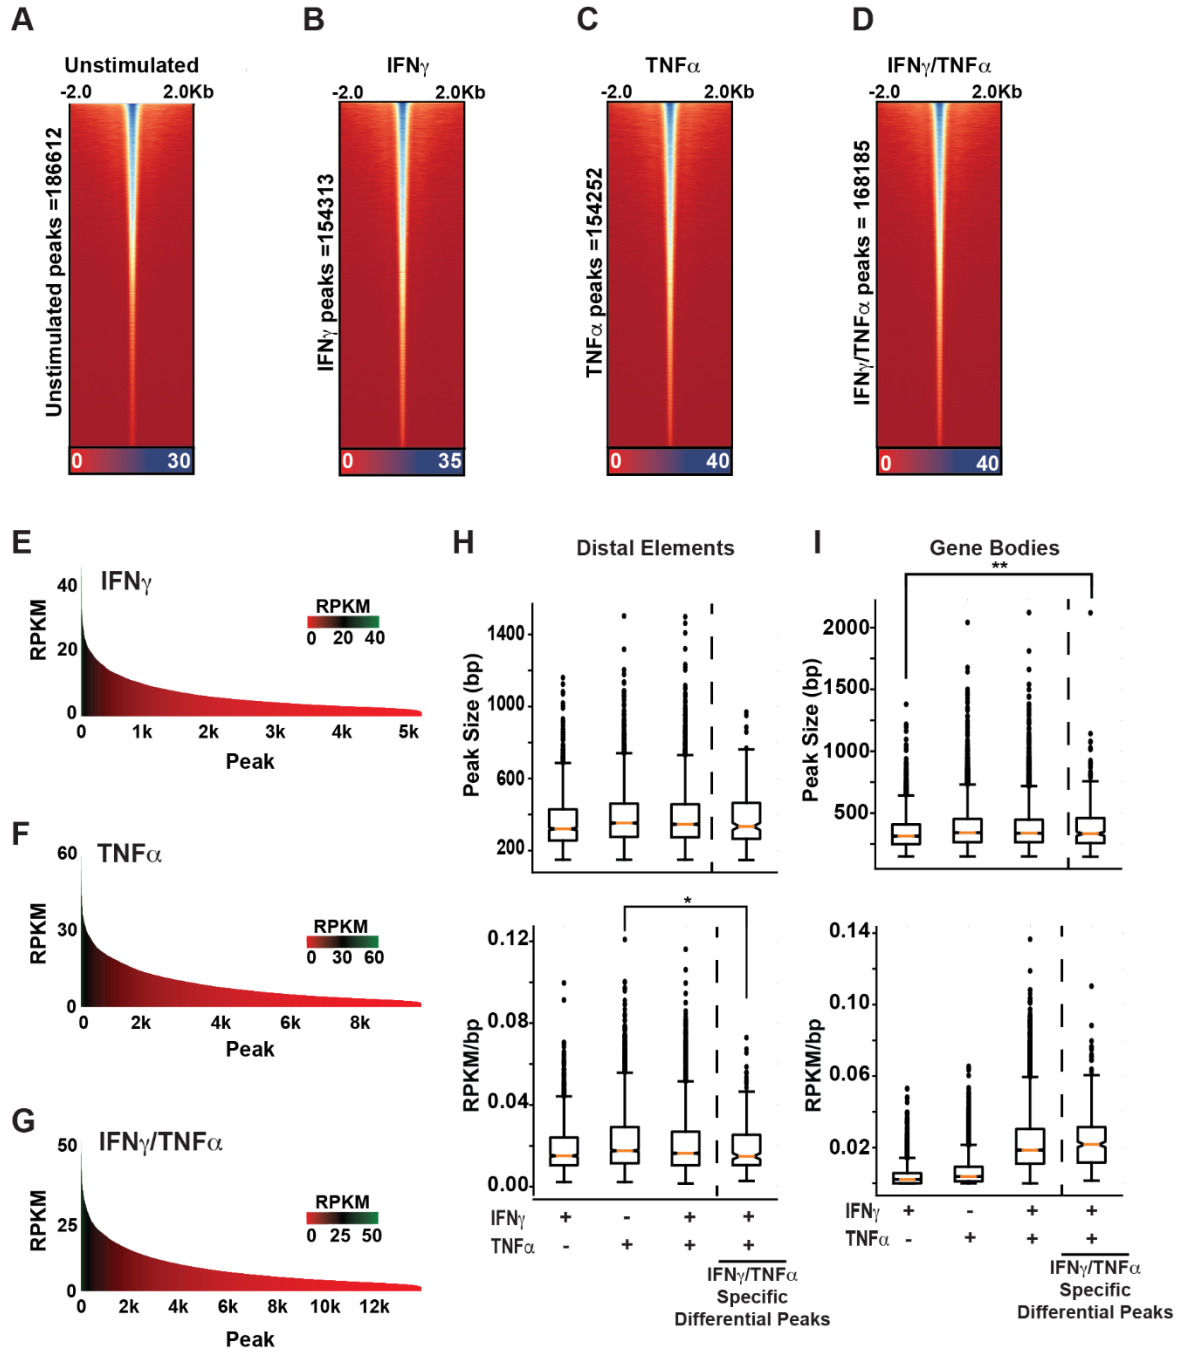 A
B
C
D
Unstimulated
-2.0 2.0Kb
Unstimulated peaks =186612
0 30
IFNγ
-2.0 2.0Kb
IFNγ peaks =154313
0 35
TNFα
-2.0 2.0Kb
TNFα peaks =154252
0 40
IFNγ/TNFα
-2.0 2.0Kb
IFNγ/TNFα peaks = 168185
0 40
E
IFNγ
RPKM
40
20
0
RPKM
0 20 40
0 1k 2k 3k 4k 5k
Peak
F
TNFα
RPKM
60
30
0
RPKM
0 30 60
0 2k 4k 6k 8k
Peak
G
IFNγ/TNFα
RPKM
50
25
0
RPKM
0 25 50
0 2k 4k 6k 8k 10k 12k
Peak
H
Distal Elements
Peak Size (bp)
1400
1000
600
200
*
RPKM/bp
0.12
0.08
0.04
0.00
IFNγ + - + +
TNFα - + + +
IFNγ/TNFα
Specific
Differential Peaks
I
Gene Bodies
**
Peak Size (bp)
2000
1500
1000
500
RPKM/bp
0.14
0.10
0.06
0.02
IFNγ + - + +
TNFα - + + +
IFNγ/TNFα
Specific
Differential Peaks